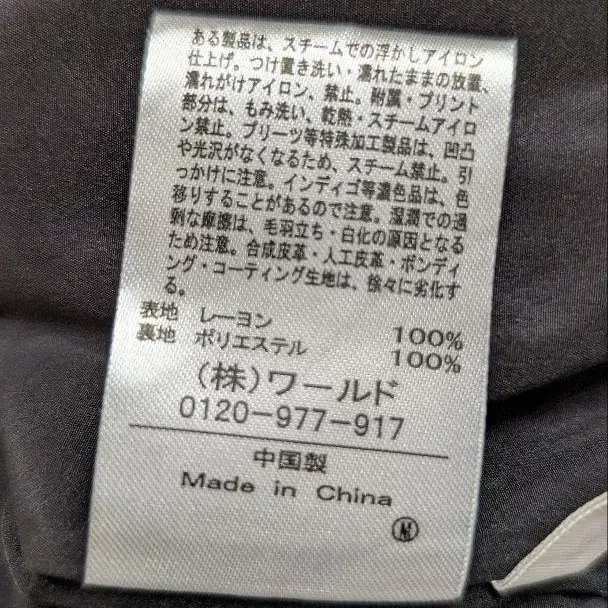 ある製品は、スチームでの浮かしアイロン
仕上げ。つけ置き洗い・濡れたままの放置、
濡れがけアイロン、禁止。附属・プリント
部分は、もみ洗い、乾熱・スチームアイロ
ン禁止。プリーツ等特殊加工製品は、凹凸
や光沢がなくなるため、スチーム禁止。引
っかけに注意。インディゴ等濃色品は、色
移りすることがあるので注意。湿潤での過
剰な摩擦は、毛羽立ち・白化の原因となる
ため注意。合成皮革・人工皮革・ボンディ
ング・コーティング生地は、徐々に劣化す
る。
表地 レーヨン 100%
裏地 ポリエステル 100%
(株)ワールド
0120-977-917
中国製
Made in China
M